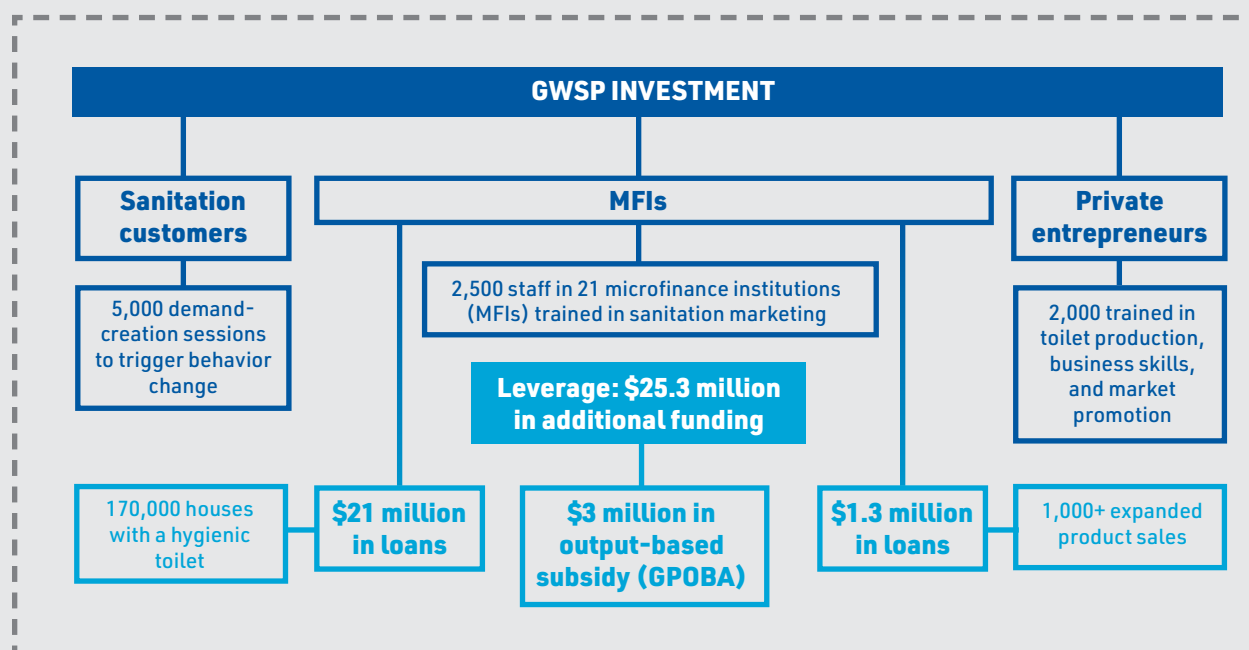 GWSP INVESTMENT
Sanitation
customers
MFIs
Private
entrepreneurs
5,000 demand-
creation sessions
to trigger behavior
change
2,500 staff in 21 microfinance institutions
(MFIs) trained in sanitation marketing
2,000 trained in
toilet production,
business skills,
and market
promotion
Leverage: $25.3 million
in additional funding
170,000 houses
with a hygienic
toilet
$21 million
in loans
$3 million in
output-based
subsidy (GPOBA)
$1.3 million
in loans
1,000+ expanded
product sales